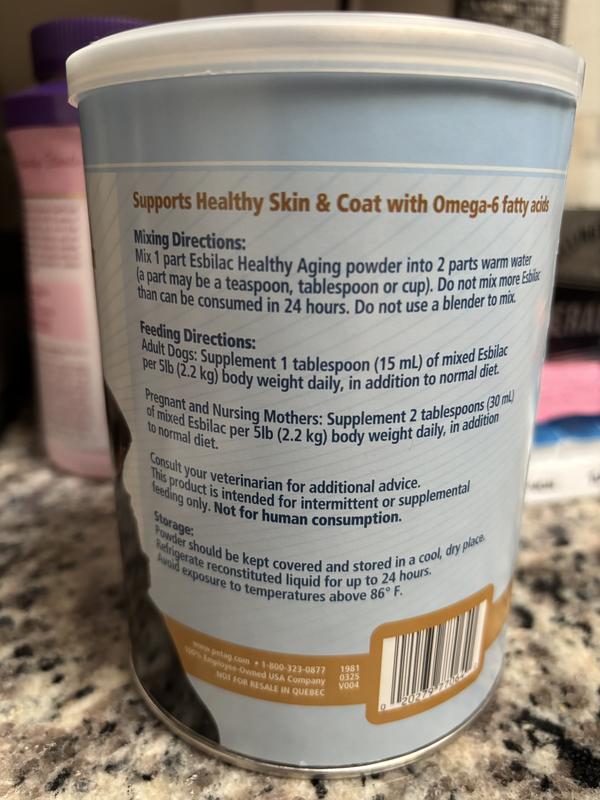 Supports Healthy Skin & Coat with Omega-6 fatty acids
Mixing Directions:
Mix 1 part Esbilac Healthy Aging powder into 2 parts warm water
(a part may be a teaspoon, tablespoon or cup). Do not mix more Esbilac
than can be consumed in 24 hours. Do not use a blender to mix.
Feeding Directions:
Adult Dogs: Supplement 1 tablespoon (15 mL) of mixed Esbilac
per 5lb (2.2 kg) body weight daily, in addition to normal diet.
Pregnant and Nursing Mothers: Supplement 2 tablespoons (30 mL)
of mixed Esbilac per 5lb (2.2 kg) body weight daily, in addition
to normal diet.
Consult your veterinarian for additional advice.
This product is intended for intermittent or supplemental
feeding only. Not for human consumption.
Storage:
Powder should be kept covered and stored in a cool, dry place.
Refrigerate reconstituted liquid for up to 24 hours.
Avoid exposure to temperatures above 86° F.
www.petag.com • 1-800-323-0877
100% Employee-Owned USA Company
NOT FOR RESALE IN QUEBEC
1981
0325
V004
0 20279